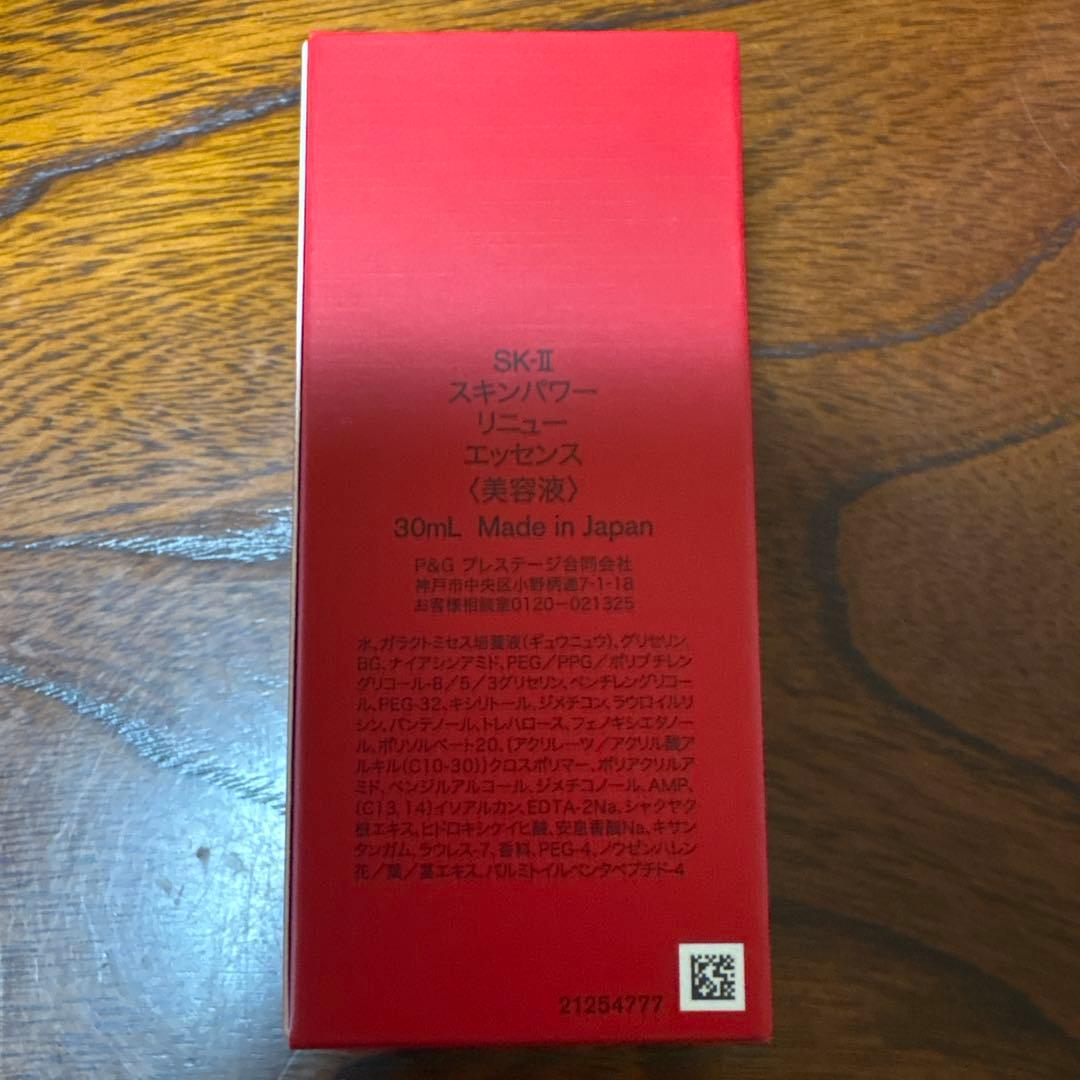 SK-II
スキンパワー
リニュー
エッセンス
〈美容液〉
30mL Made in Japan
P&G プレステージ合同会社
神戸市中央区小野柄通7-1-18
お客様相談室0120-021325
水、ガラクトミセス培養液(ギュウニュウ)、グリセリン、
BG、ナイアシンアミド、PEG/PPG/ポリブチレン
グリコール-8/5/3グリセリン、ペンチレングリコー
ル、PEG-32、キシリトール、ジメチコン、ラウロイルリ
シン、パンテノール、トレハロース、フェノキシエタノー
ル、ポリソルベート20、(アクリレーツ/アクリル酸ア
ルキル(C10-30))クロスポリマー、ポリアクリルア
ミド、ベンジルアルコール、ジメチコノール、AMP、
(C13,14)イソアルカン、EDTA-2Na、シャクヤク
根エキス、ヒドロキシケイヒ酸、安息香酸Na、キサン
タンガム、ラウレス-7、香料、PEG-4、ノウゼンハレン
花/葉/茎エキス、パルミトイルペンタペプチド-4
21254777